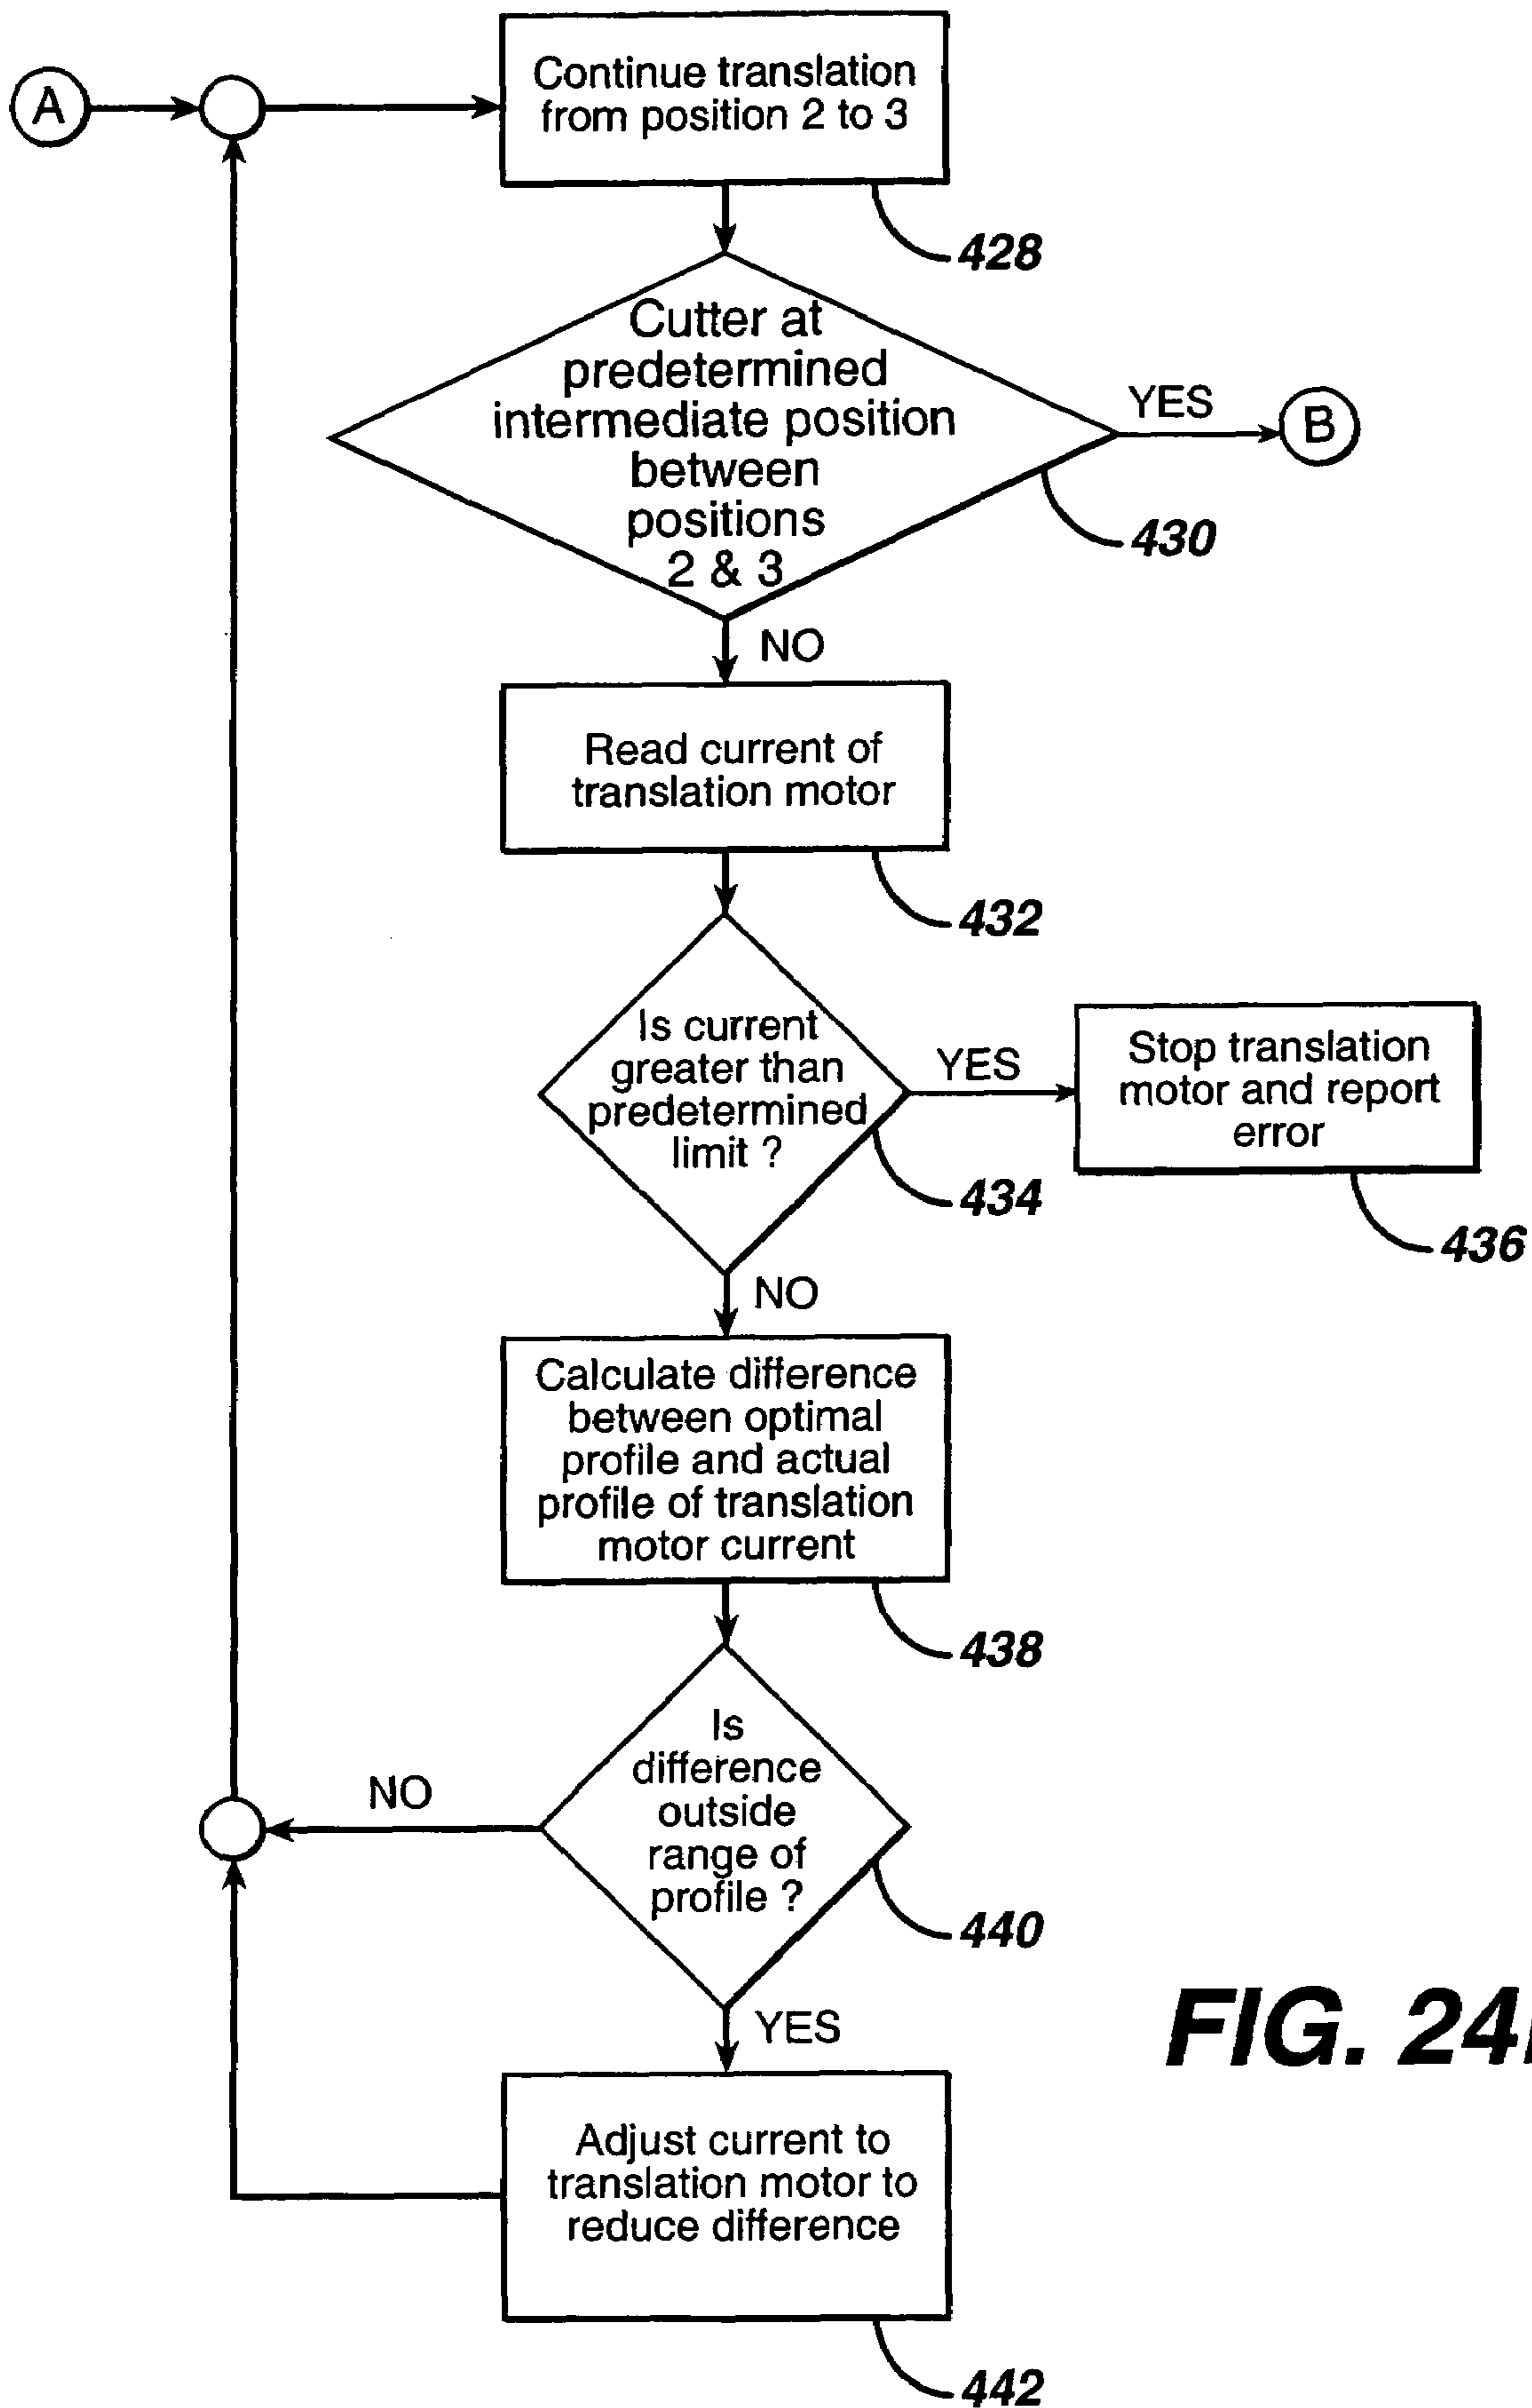 A
Continue translation
from position 2 to 3
428
Cutter at
predetermined
intermediate position
between
positions
2 & 3
YES
B
430
NO
Read current of
translation motor
432
Is current
greater than
predetermined
limit ?
YES
Stop translation
motor and report
error
434
436
NO
Calculate difference
between optimal
profile and actual
profile of translation
motor current
438
Is
difference
outside
range of
profile ?
NO
440
YES
FIG. 24
Adjust current to
translation motor to
reduce difference
442